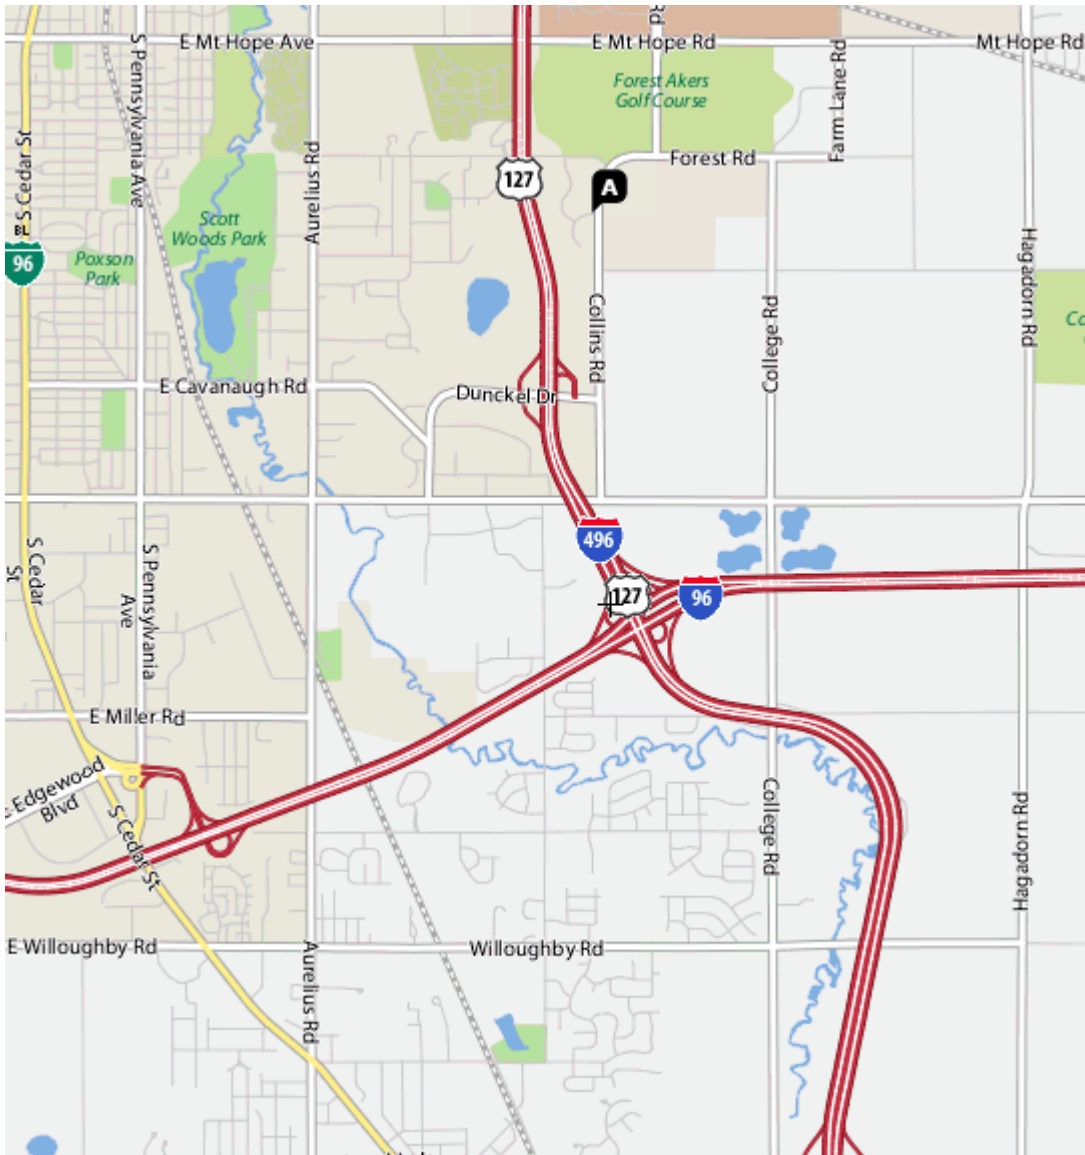 E Mt Hope Ave
E Mt Hope Rd
Mt Hope Rd
Rd
S Pennsylvania Ave
Forest Akers
Golf Course
Farm Lane Rd
S Cedar St
BL
96
Aurelius Rd
127
Forest Rd
A
Scott
Woods Park
Poxson
Park
Hagadorn Rd
Collins Rd
College Rd
Co
E Cavanaugh Rd
Dunckel Dr
496
127
96
S Cedar
St
S Pennsylvania
Ave
E Miller Rd
Edgewood
Blvd
S Cedar St
College Rd
Hagadorn Rd
E Willoughby Rd
Willoughby Rd
Aurelius Rd